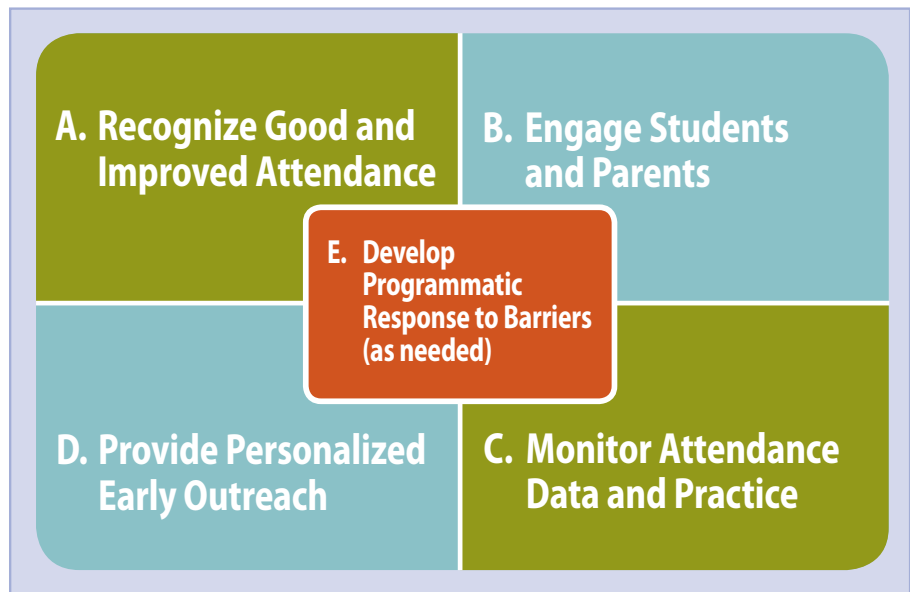 A. Recognize Good and
Improved Attendance
B. Engage Students
and Parents
E. Develop
Programmatic
Response to Barriers
(as needed)
D. Provide Personalized
Early Outreach
C. Monitor Attendance
Data and Practice